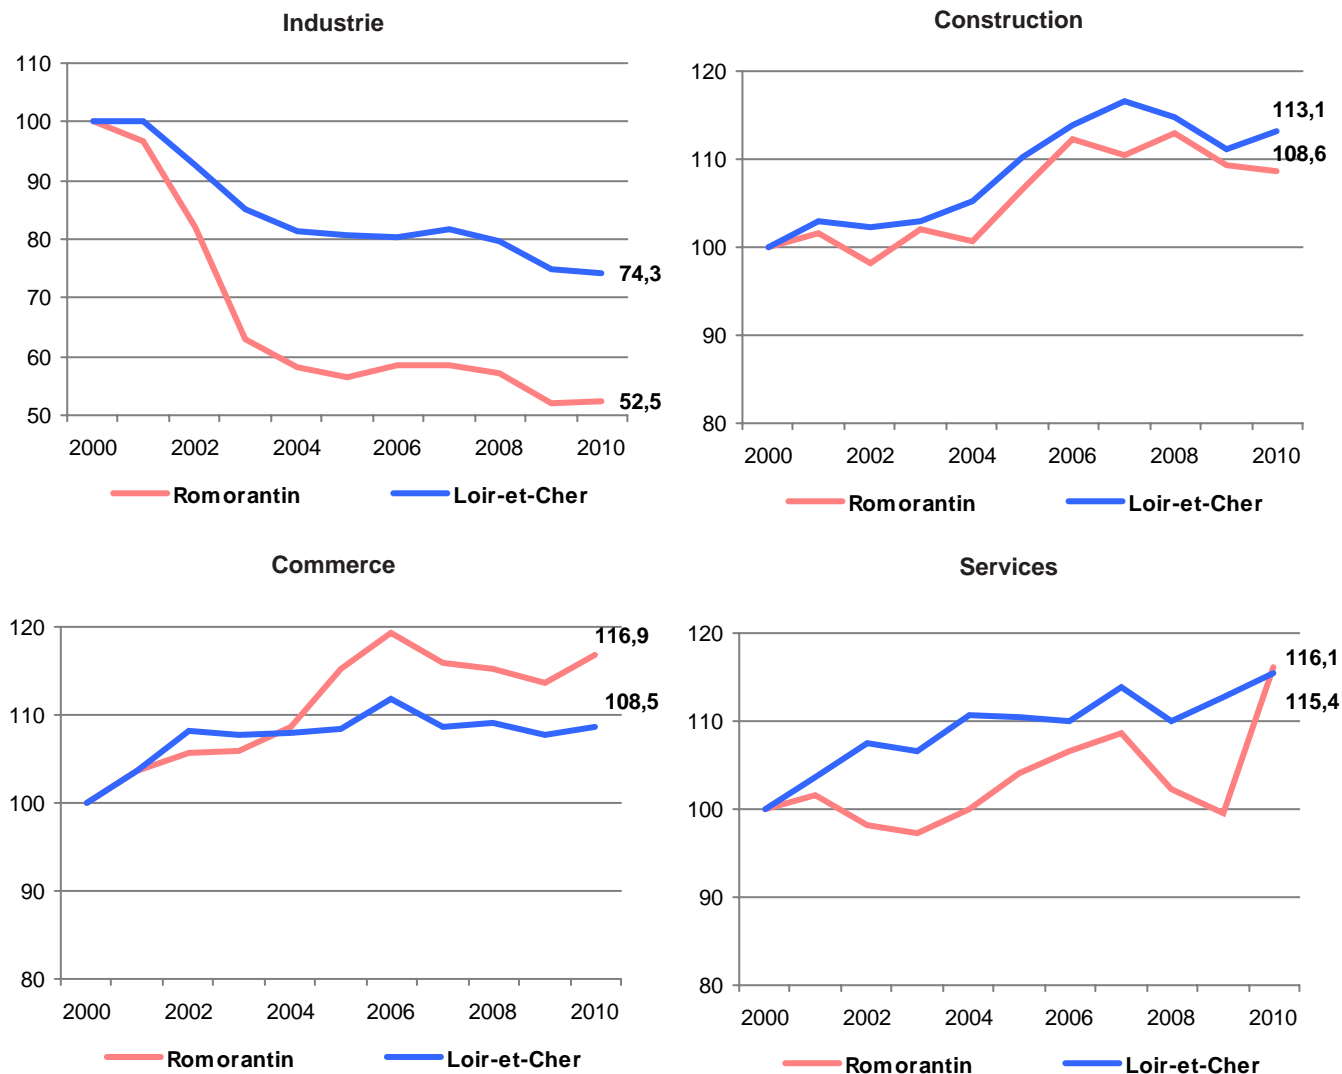 Industrie
110
100
90
80
70
60
50
74,3
52,5
2000 2002 2004 2006 2008 2010
Romorantin Loir-et-Cher
Construction
120
110
100
90
80
113,1
108,6
2000 2002 2004 2006 2008 2010
Romorantin Loir-et-Cher
Commerce
120
110
100
90
80
116,9
108,5
2000 2002 2004 2006 2008 2010
Romorantin Loir-et-Cher
Services
120
110
100
90
80
116,1
115,4
2000 2002 2004 2006 2008 2010
Romorantin Loir-et-Cher